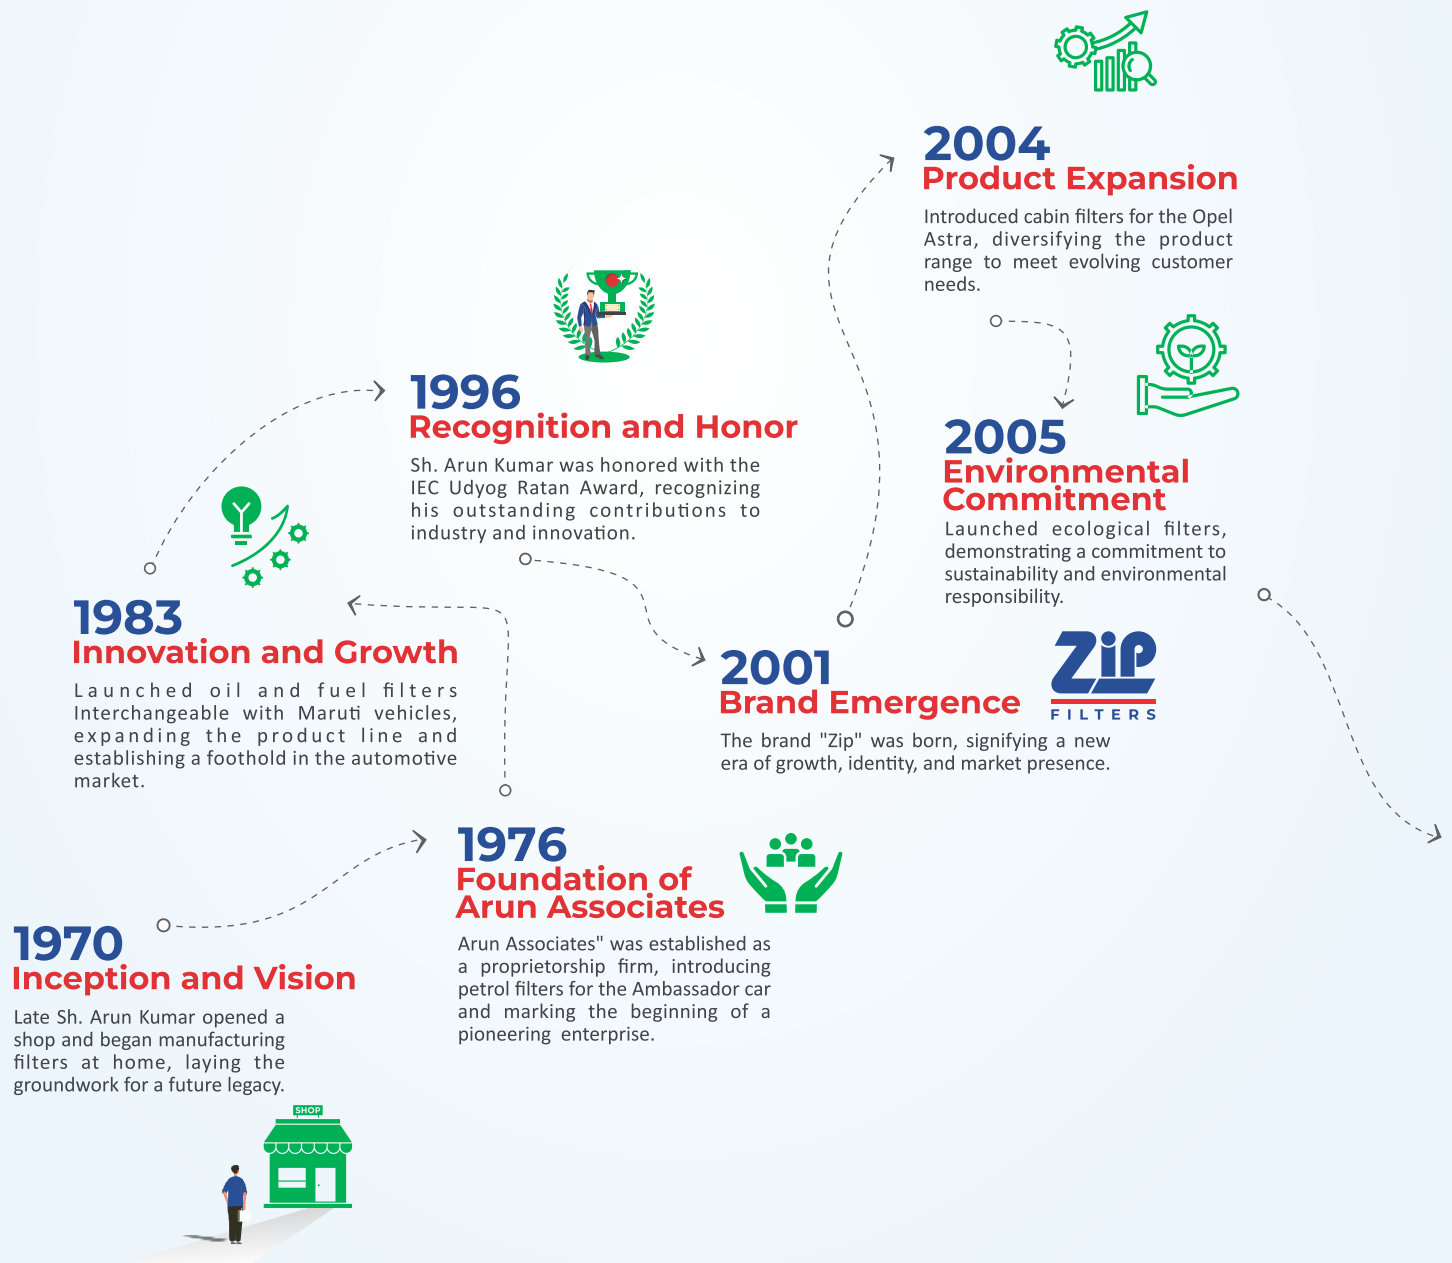 2004
Product Expansion
Introduced cabin filters for the Opel
Astra, diversifying the product
range to meet evolving customer
needs.
1996
Recognition and Honor
Sh. Arun Kumar was honored with the
IEC Udyog Ratan Award, recognizing
his outstanding contributions to
industry and innovation.
2005
Environmental
Commitment
Launched ecological filters,
demonstrating a commitment to
sustainability and environmental
responsibility.
1983
Innovation and Growth
Launched oil and fuel filters
Interchangeable with Maruti vehicles,
expanding the product line and
establishing a foothold in the automotive
market.
2001
Brand Emergence
The brand "Zip" was born, signifying a new
era of growth, identity, and market presence.
Zip
FILTERS
1976
Foundation of
Arun Associates
Arun Associates" was established as
a proprietorship firm, introducing
petrol filters for the Ambassador car
and marking the beginning of a
pioneering enterprise.
1970
Inception and Vision
Late Sh. Arun Kumar opened a
shop and began manufacturing
filters at home, laying the
groundwork for a future legacy.
SHOP